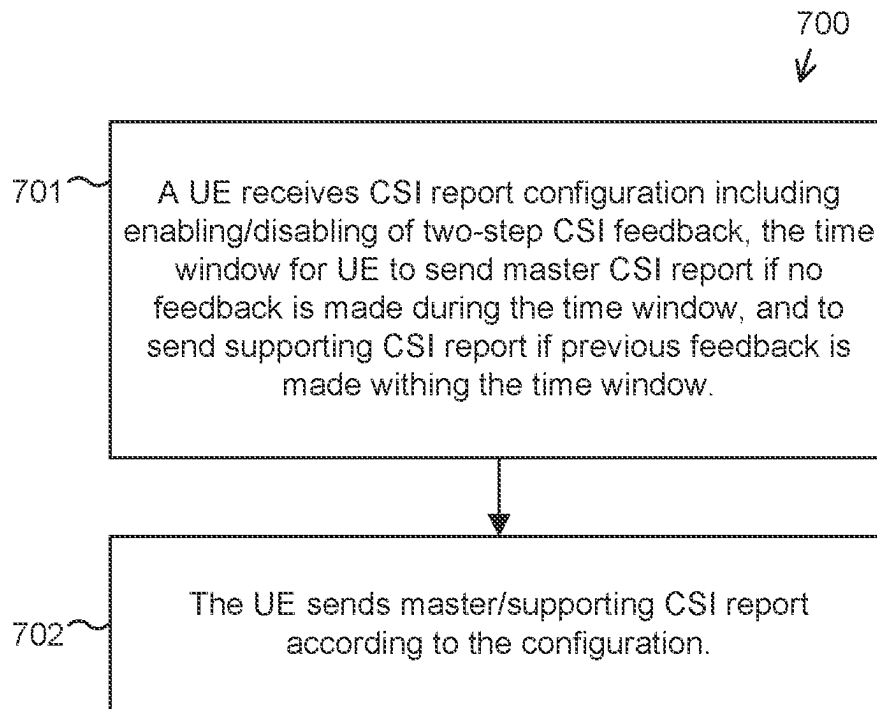 700
701
A UE receives CSI report configuration including
enabling/disabling of two-step CSI feedback, the time
window for UE to send master CSI report if no
feedback is made during the time window, and to
send supporting CSI report if previous feedback is
made withing the time window.
702
The UE sends master/supporting CSI report
according to the configuration.